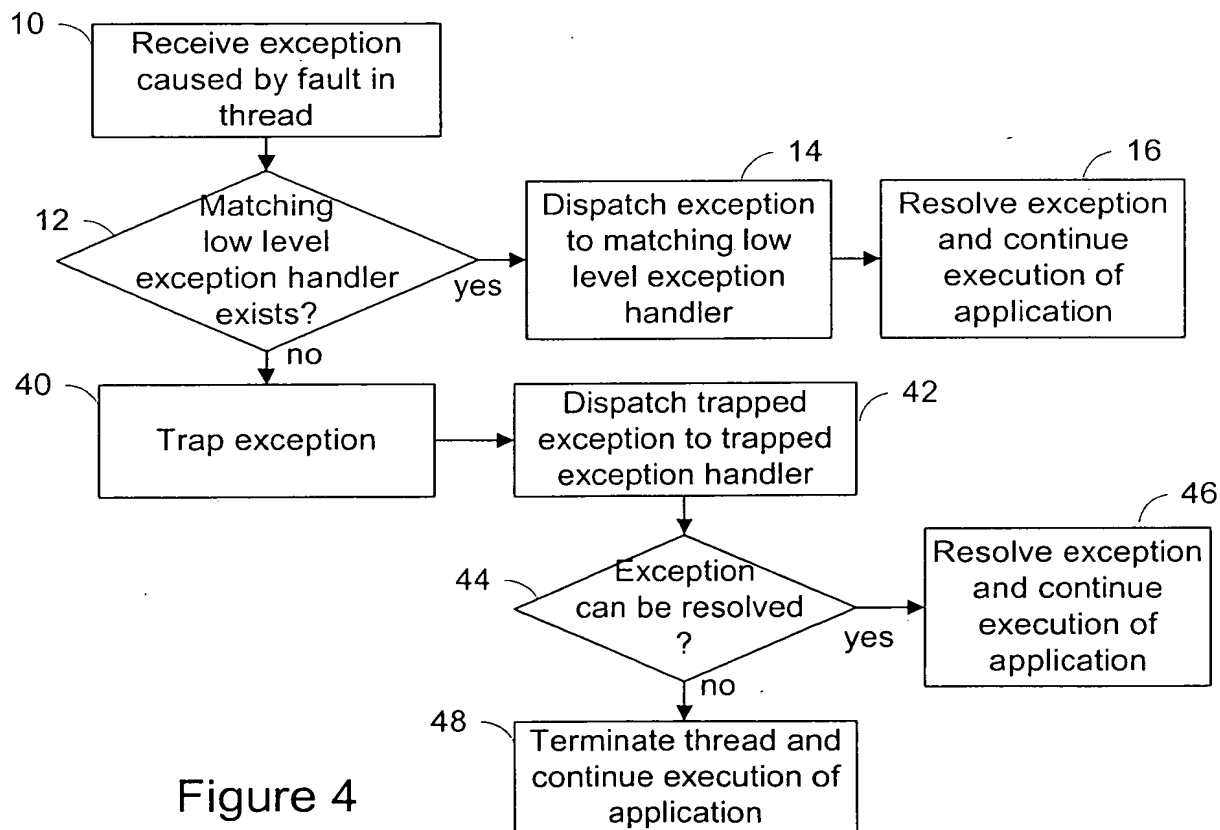 10
Receive exception
caused by fault in
thread
12
Matching
low level
exception handler
exists?
yes
no
14
Dispatch exception
to matching low
level exception
handler
16
Resolve exception
and continue
execution of
application
40
Trap exception
42
Dispatch trapped
exception to trapped
exception handler
44
Exception
can be resolved
?
yes
no
46
Resolve exception
and continue
execution of
application
48
Terminate thread and
continue execution of
application
Figure 4